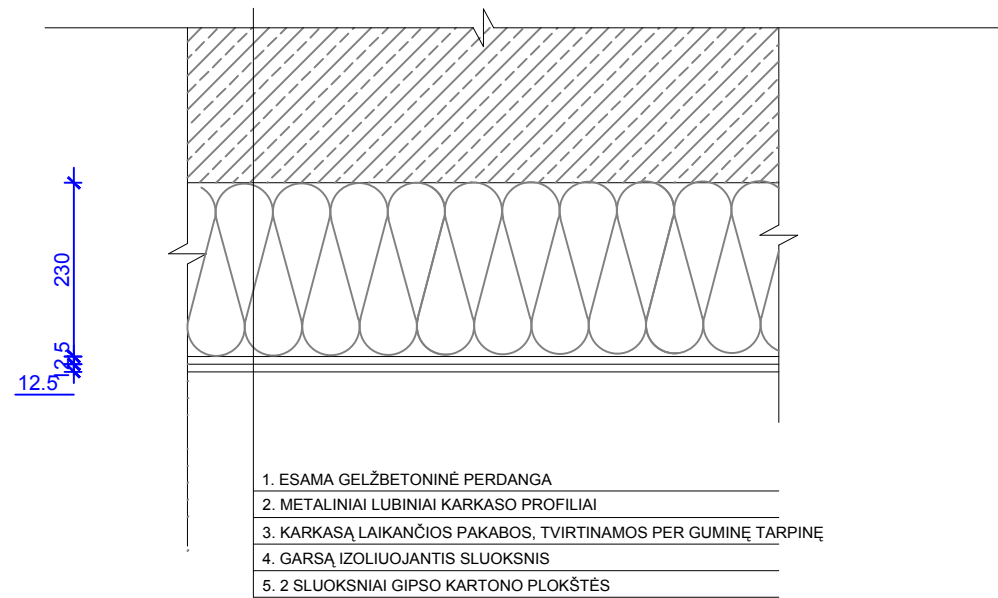 230
12.5
12.5
1. ESAMA GELŽBETONINĖ PERDANGA
2. METALINIAI LUBINIAI KARKASO PROFILIAI
3. KARKASĄ LAIKANČIOS PAKABOS, TVIRTINAMOS PER GUMINĘ TARPINĘ
4. GARSĄ IZOLIUOJANTIS SLUOKSNIS
5. 2 SLUOKSNIAI GIPSO KARTONO PLOKŠTĖS